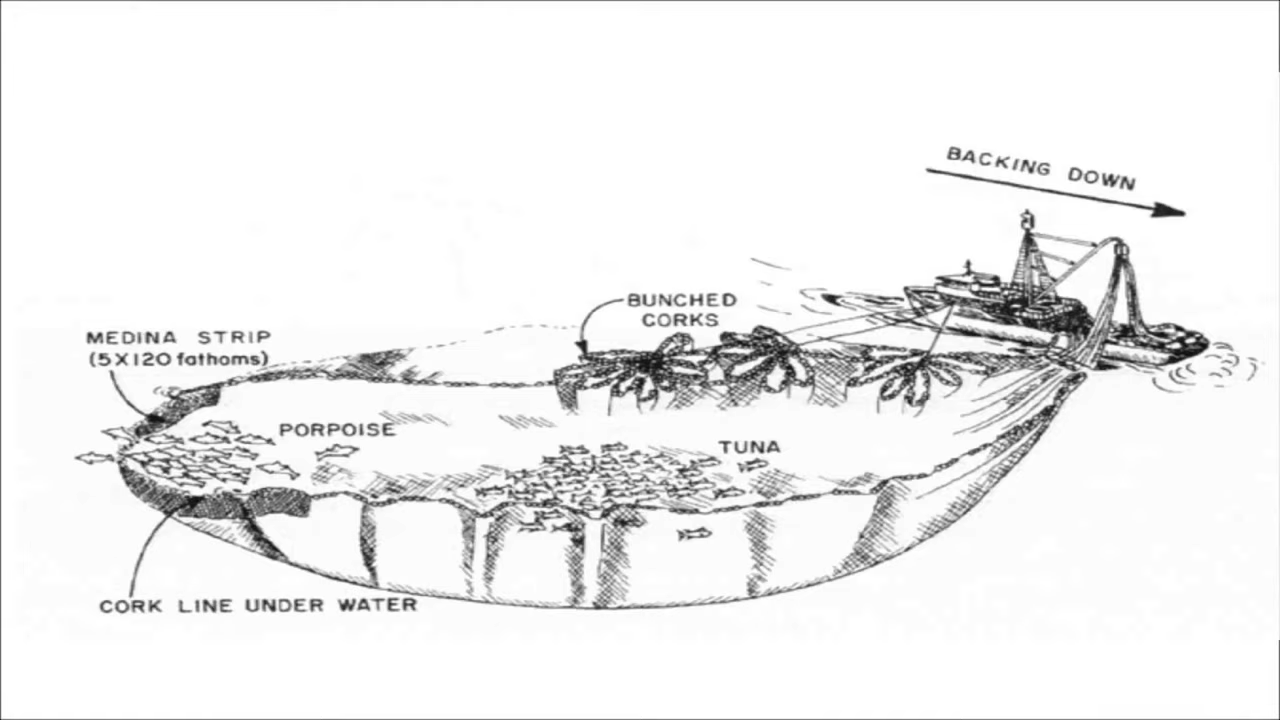 BACKING DOWN
BUNCHED
CORKS
MEDINA STRIP
(5X120 fathoms)
PORPOISE
TUNA
CORK LINE UNDER WATER